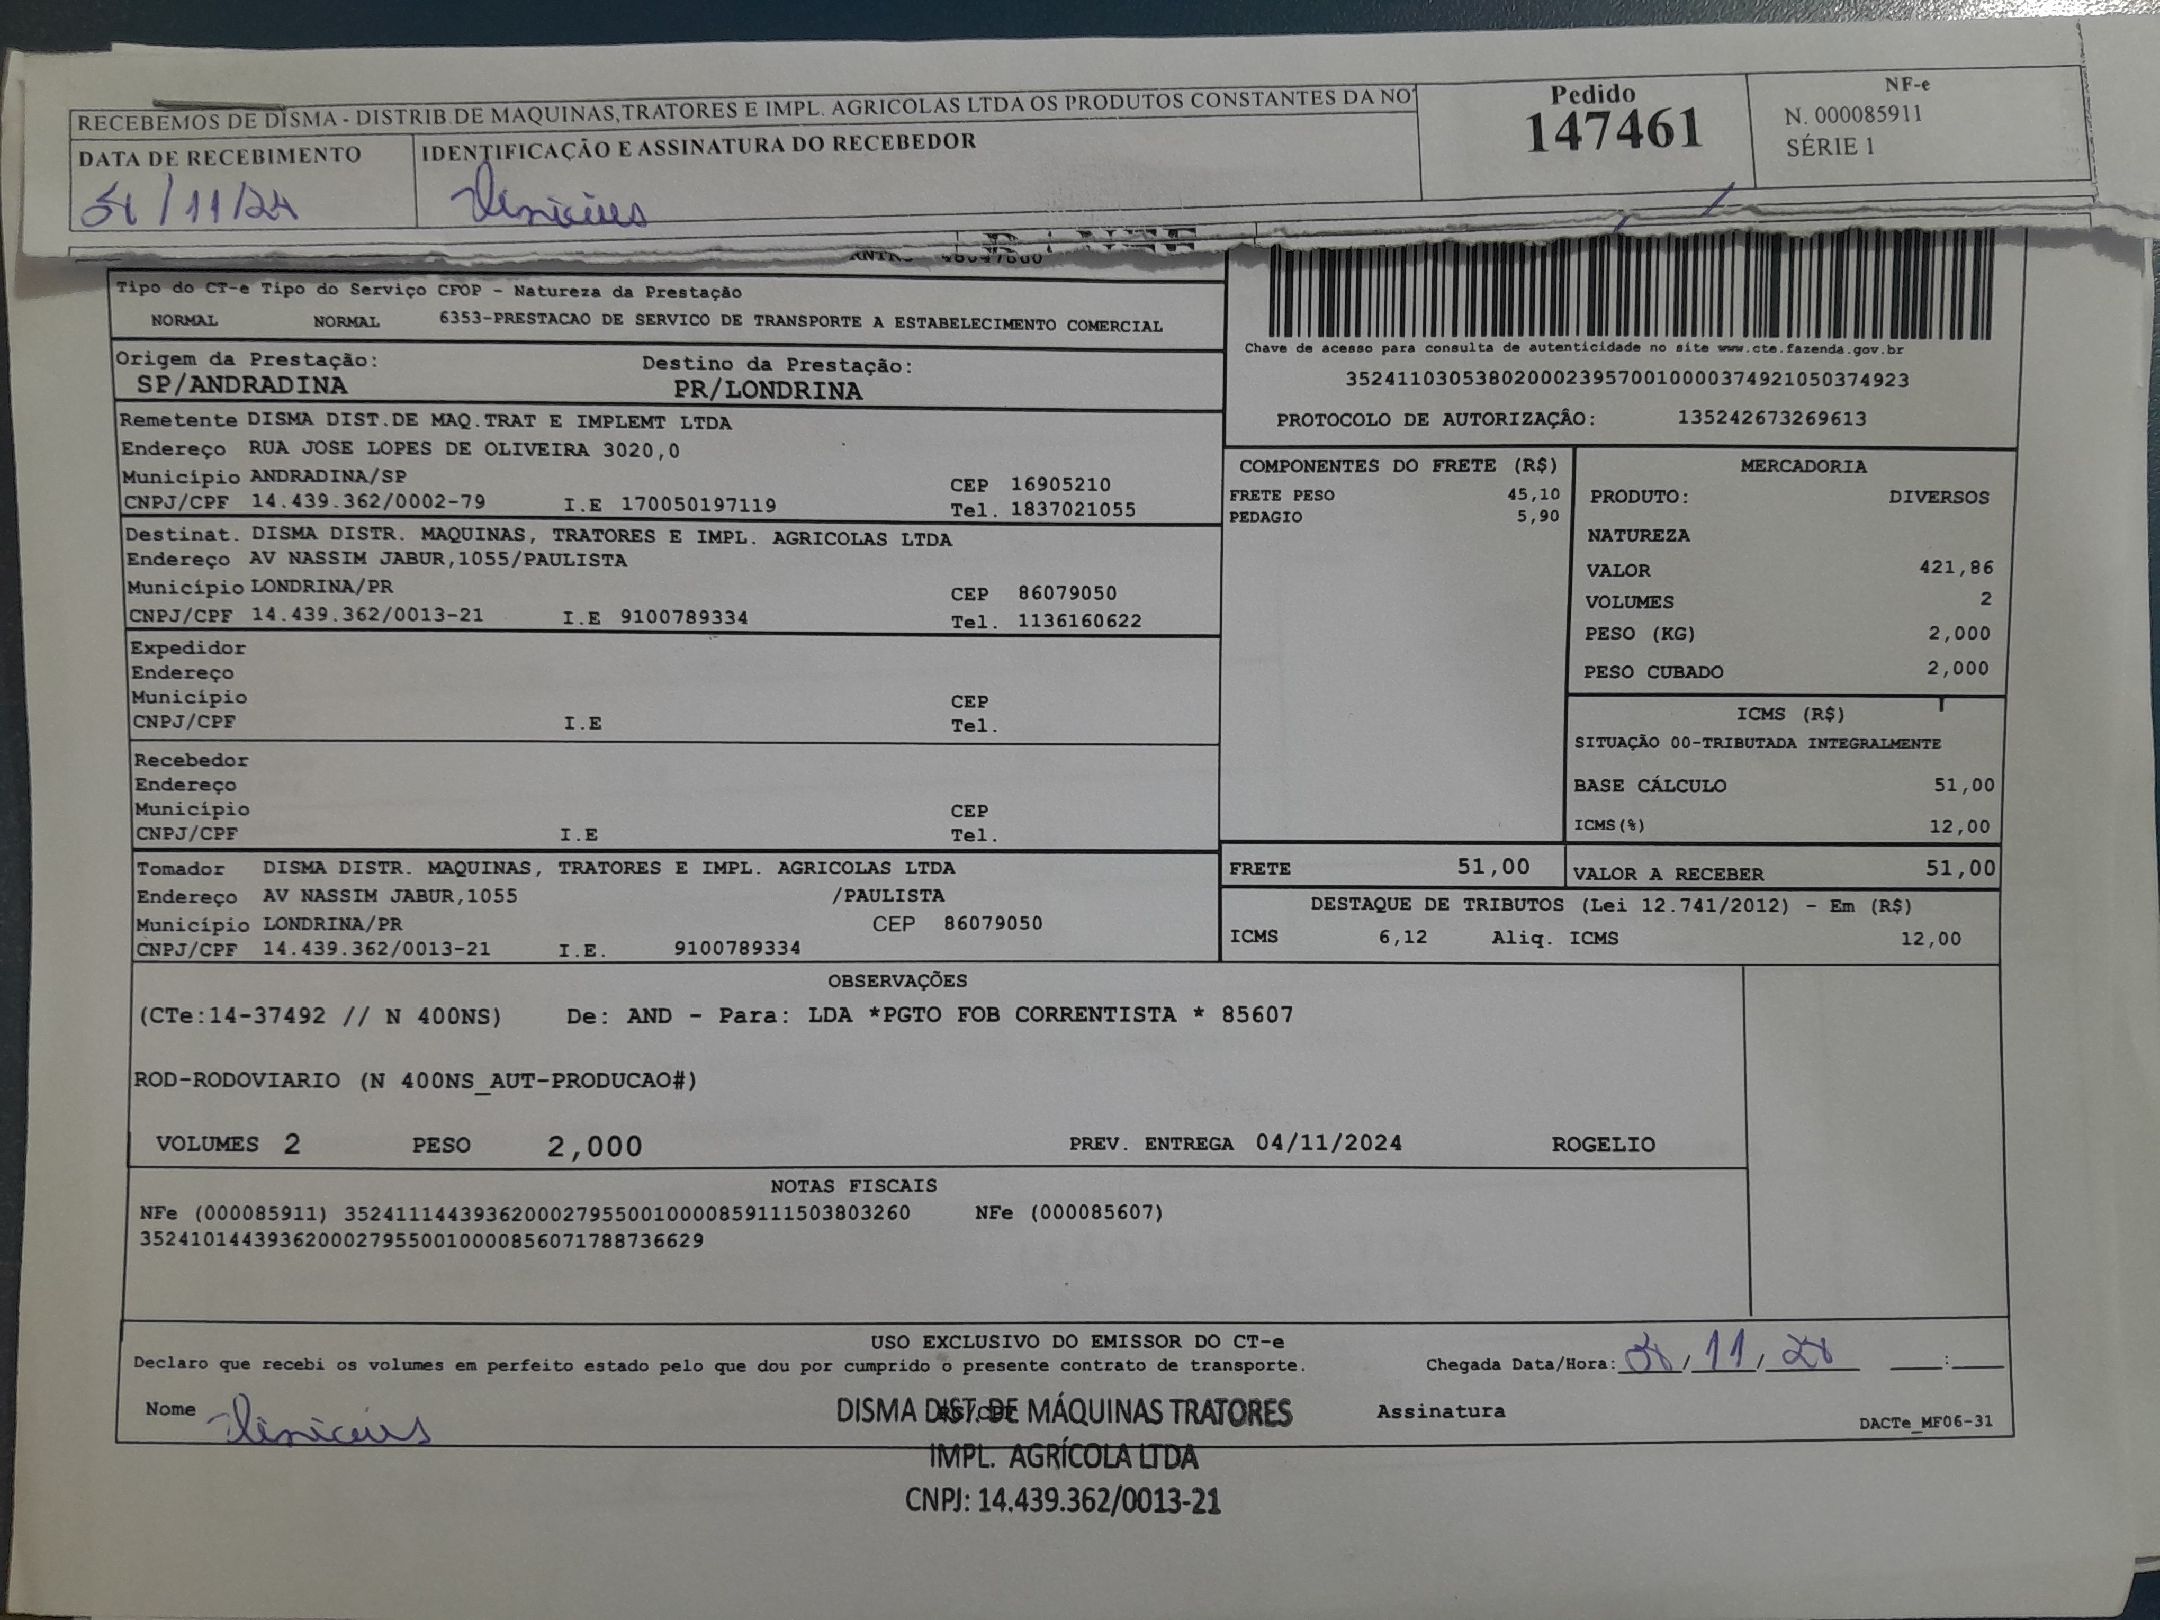 RECEBEMOS DE DISMA - DISTRIB.DE MAQUINAS,TRATORES E IMPL. AGRICOLAS LTDA OS PRODUTOS CONSTANTES DA NO
DATA DE RECEBIMENTO
IDENTIFICAÇÃO E ASSINATURA DO RECEBEDOR
/11/24
Vinicius
Pedido
147461
NF-e
N. 000085911
SÉRIE 1
Tipo do CT-e Tipo do Serviço CFOP - Natureza da Prestação
NORMAL NORMAL 6353-PRESTACAO DE SERVICO DE TRANSPORTE A ESTABELECIMENTO COMERCIAL
Origem da Prestação: Destino da Prestação:
SP/ANDRADINA PR/LONDRINA
Chave de acesso para consulta de autenticidade no site www.cte.fazenda.gov.br
35241103053802000239570010000374921050374923
PROTOCOLO DE AUTORIZAÇÂO: 135242673269613
Remetente DISMA DIST.DE MAQ.TRAT E IMPLEMT LTDA
Endereço RUA JOSE LOPES DE OLIVEIRA 3020,0
Município ANDRADINA/SP CEP 16905210
CNPJ/CPF 14.439.362/0002-79 I.E 170050197119 Tel. 1837021055
Destinat. DISMA DISTR. MAQUINAS, TRATORES E IMPL. AGRICOLAS LTDA
Endereço AV NASSIM JABUR,1055/PAULISTA
Município LONDRINA/PR CEP 86079050
CNPJ/CPF 14.439.362/0013-21 I.E 9100789334 Tel. 1136160622
Expedidor
Endereço
Município CEP
CNPJ/CPF I.E Tel.
Recebedor
Endereço
Município CEP
CNPJ/CPF I.E Tel.
Tomador DISMA DISTR. MAQUINAS, TRATORES E IMPL. AGRICOLAS LTDA
Endereço AV NASSIM JABUR,1055 /PAULISTA
Município LONDRINA/PR CEP 86079050
CNPJ/CPF 14.439.362/0013-21 I.E. 9100789334
COMPONENTES DO FRETE (R$)
FRETE PESO 45,10
PEDAGIO 5,90
MERCADORIA
PRODUTO: DIVERSOS
NATUREZA
VALOR 421,86
VOLUMES 2
PESO (KG) 2,000
PESO CUBADO 2,000
ICMS (R$)
SITUAÇÃO 00-TRIBUTADA INTEGRALMENTE
BASE CÁLCULO 51,00
ICMS(%) 12,00
FRETE 51,00
VALOR A RECEBER 51,00
DESTAQUE DE TRIBUTOS (Lei 12.741/2012) - Em (R$)
ICMS 6,12 Aliq. ICMS 12,00
OBSERVAÇÕES
(CTe:14-37492 // N 400NS) De: AND - Para: LDA *PGTO FOB CORRENTISTA * 85607
ROD-RODOVIARIO (N 400NS_AUT-PRODUCAO#)
VOLUMES 2 PESO 2,000 PREV. ENTREGA 04/11/2024 ROGELIO
NOTAS FISCAIS
NFe (000085911) 35241114439362000279550010000859111503803260 NFe (000085607)
35241014439362000279550010000856071788736629
USO EXCLUSIVO DO EMISSOR DO CT-e
Declaro que recebi os volumes em perfeito estado pelo que dou por cumprido o presente contrato de transporte.
Chegada Data/Hora: / 11 / __:__
Nome Vinicius
Assinatura
DACTe_MF06-31
DISMA DIST. DE MÁQUINAS TRATORES
IMPL. AGRÍCOLA LTDA
CNPJ: 14.439.362/0013-21